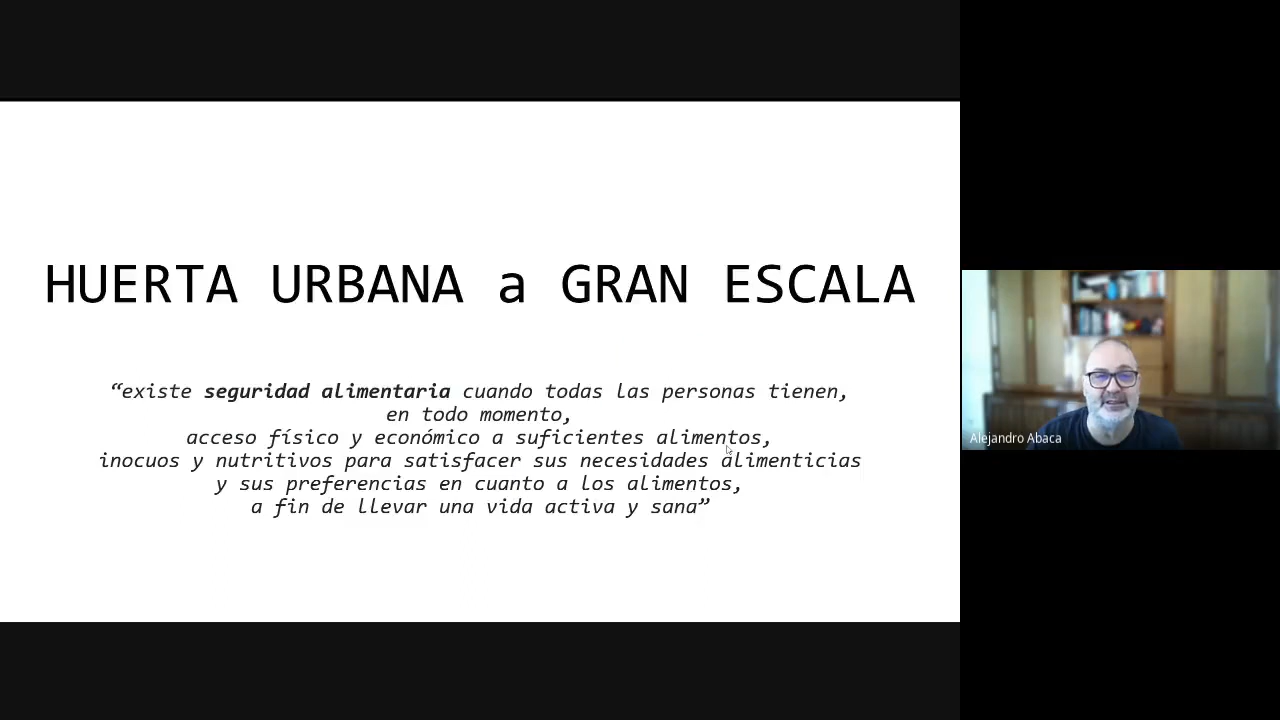 HUERTA URBANA a GRAN ESCALA
“existe seguridad alimentaria cuando todas las personas tienen,
en todo momento,
acceso físico y económico a suficientes alimentos,
inocuos y nutritivos para satisfacer sus necesidades alimenticias
y sus preferencias en cuanto a los alimentos,
a fin de llevar una vida activa y sana”
Alejandro Abaca